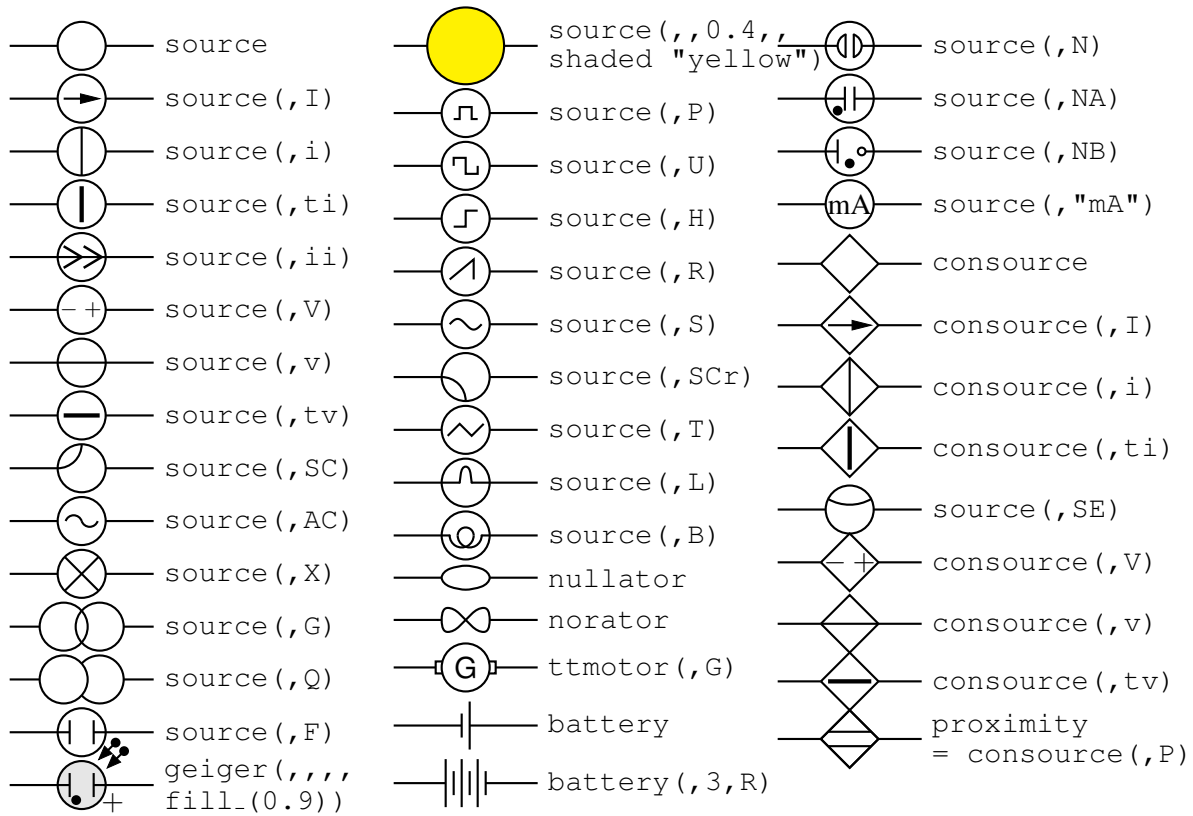 source
source(,I)
source(,i)
source(,ti)
source(,ii)
− +
source(,V)
source(,v)
source(,tv)
source(,SC)
source(,AC)
source(,X)
source(,G)
source(,Q)
source(,F)
geiger(,,,,
fill_(0.9))
+
source(,,0.4,,
shaded "yellow")
source(,P)
source(,U)
source(,H)
source(,R)
source(,S)
source(,SCr)
source(,T)
source(,L)
source(,B)
nullator
norator
G
ttmotor(,G)
battery
battery(,3,R)
source(,N)
source(,NA)
source(,NB)
mA
source(,"mA")
consource
consource(,I)
consource(,i)
consource(,ti)
source(,SE)
− +
consource(,V)
consource(,v)
consource(,tv)
proximity
= consource(,P)